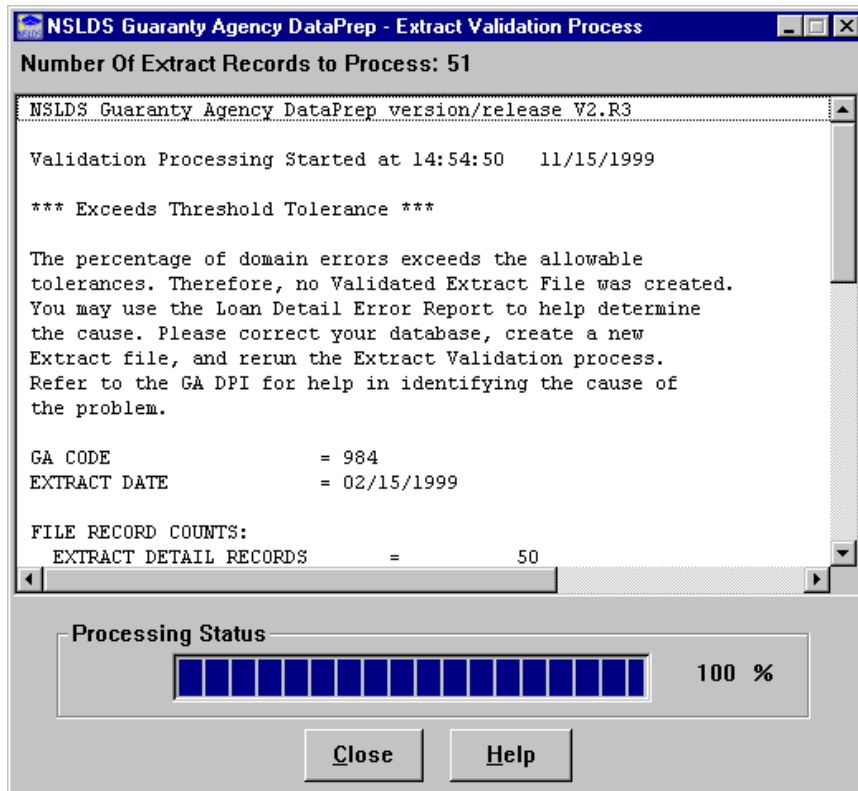 NSLDS Guaranty Agency DataPrep - Extract Validation Process
Number Of Extract Records to Process: 51
NSLDS Guaranty Agency DataPrep version/release V2.R3
Validation Processing Started at 14:54:50 11/15/1999
*** Exceeds Threshold Tolerance ***
The percentage of domain errors exceeds the allowable
tolerances. Therefore, no Validated Extract File was created.
You may use the Loan Detail Error Report to help determine
the cause. Please correct your database, create a new
Extract file, and rerun the Extract Validation process.
Refer to the GA DPI for help in identifying the cause of
the problem.
GA CODE = 984
EXTRACT DATE = 02/15/1999
FILE RECORD COUNTS:
EXTRACT DETAIL RECORDS = 50
Processing Status
100 %
Close Help